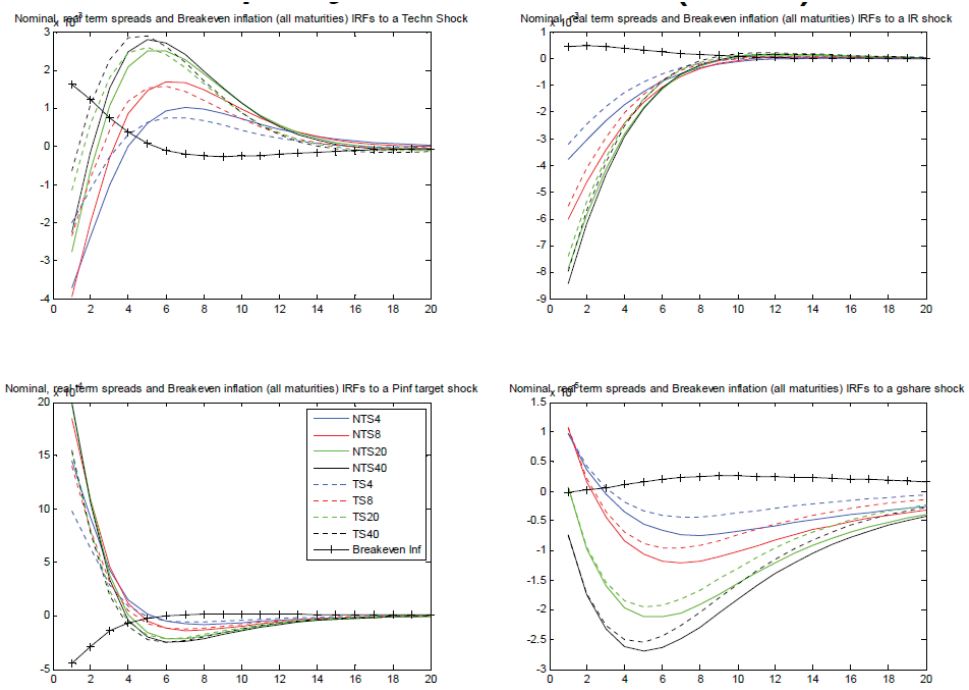 Nominal, real term spreads and Breakeven inflation (all maturities) IRFs to a Techn Shock
x 10-3
3
2
1
0
-1
-2
-3
-4
0 2 4 6 8 10 12 14 16 18 20
Nominal, real term spreads and Breakeven inflation (all maturities) IRFs to a IR shock
x 10-3
1
0
-1
-2
-3
-4
-5
-6
-7
-8
-9
0 2 4 6 8 10 12 14 16 18 20
Nominal, real term spreads and Breakeven inflation (all maturities) IRFs to a Pinf target shock
x 10-4
20
15
10
5
0
-5
0 2 4 6 8 10 12 14 16 18 20
NTS4
NTS8
NTS20
NTS40
TS4
TS8
TS20
TS40
Breakeven Inf
Nominal, real term spreads and Breakeven inflation (all maturities) IRFs to a gshare shock
1.5
1
0.5
0
-0.5
-1
-1.5
-2
-2.5
-3
0 2 4 6 8 10 12 14 16 18 20